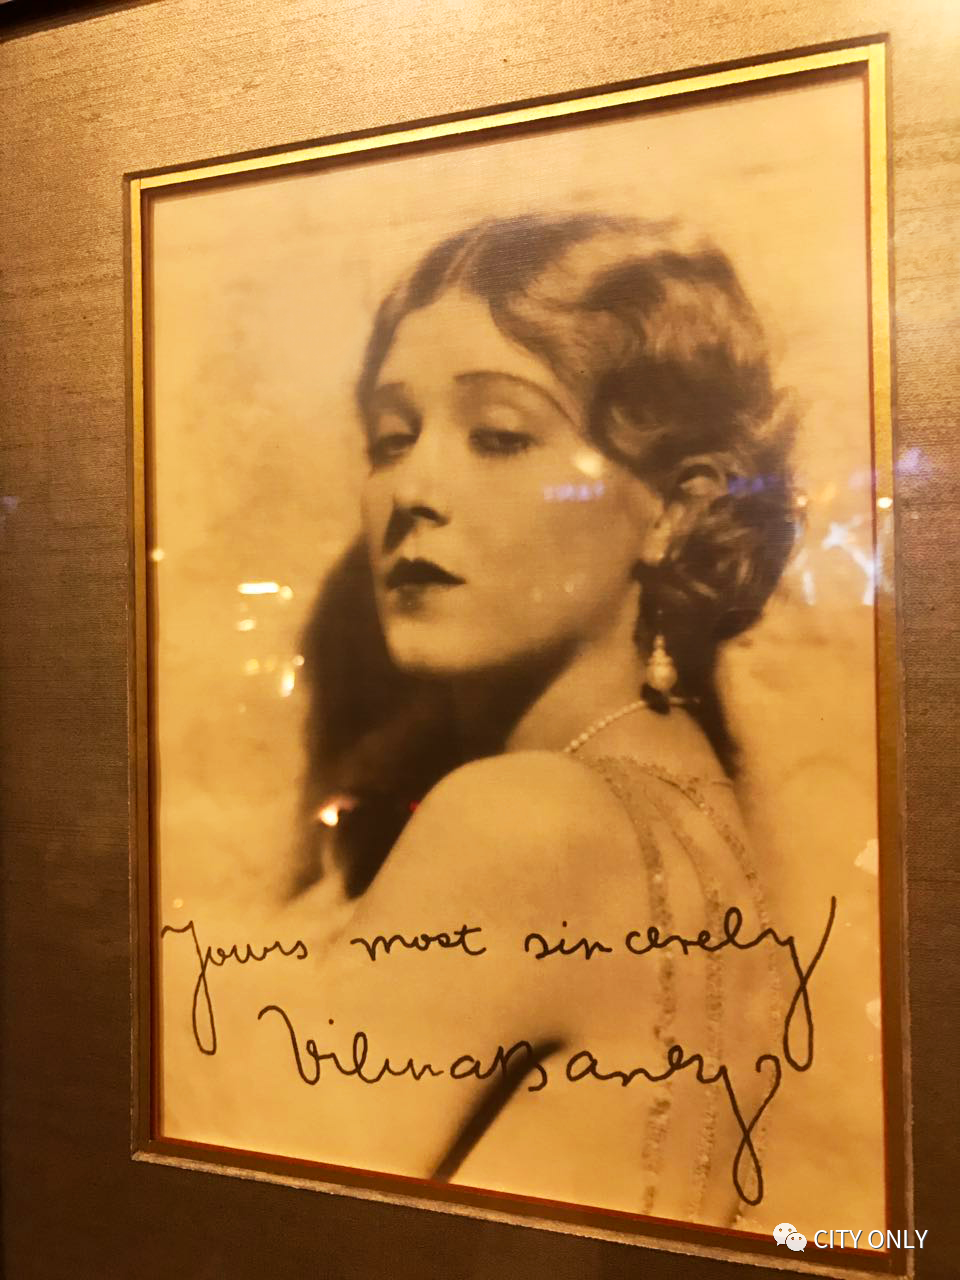 Yours most sincerely
Vilma Banky
CITY ONLY